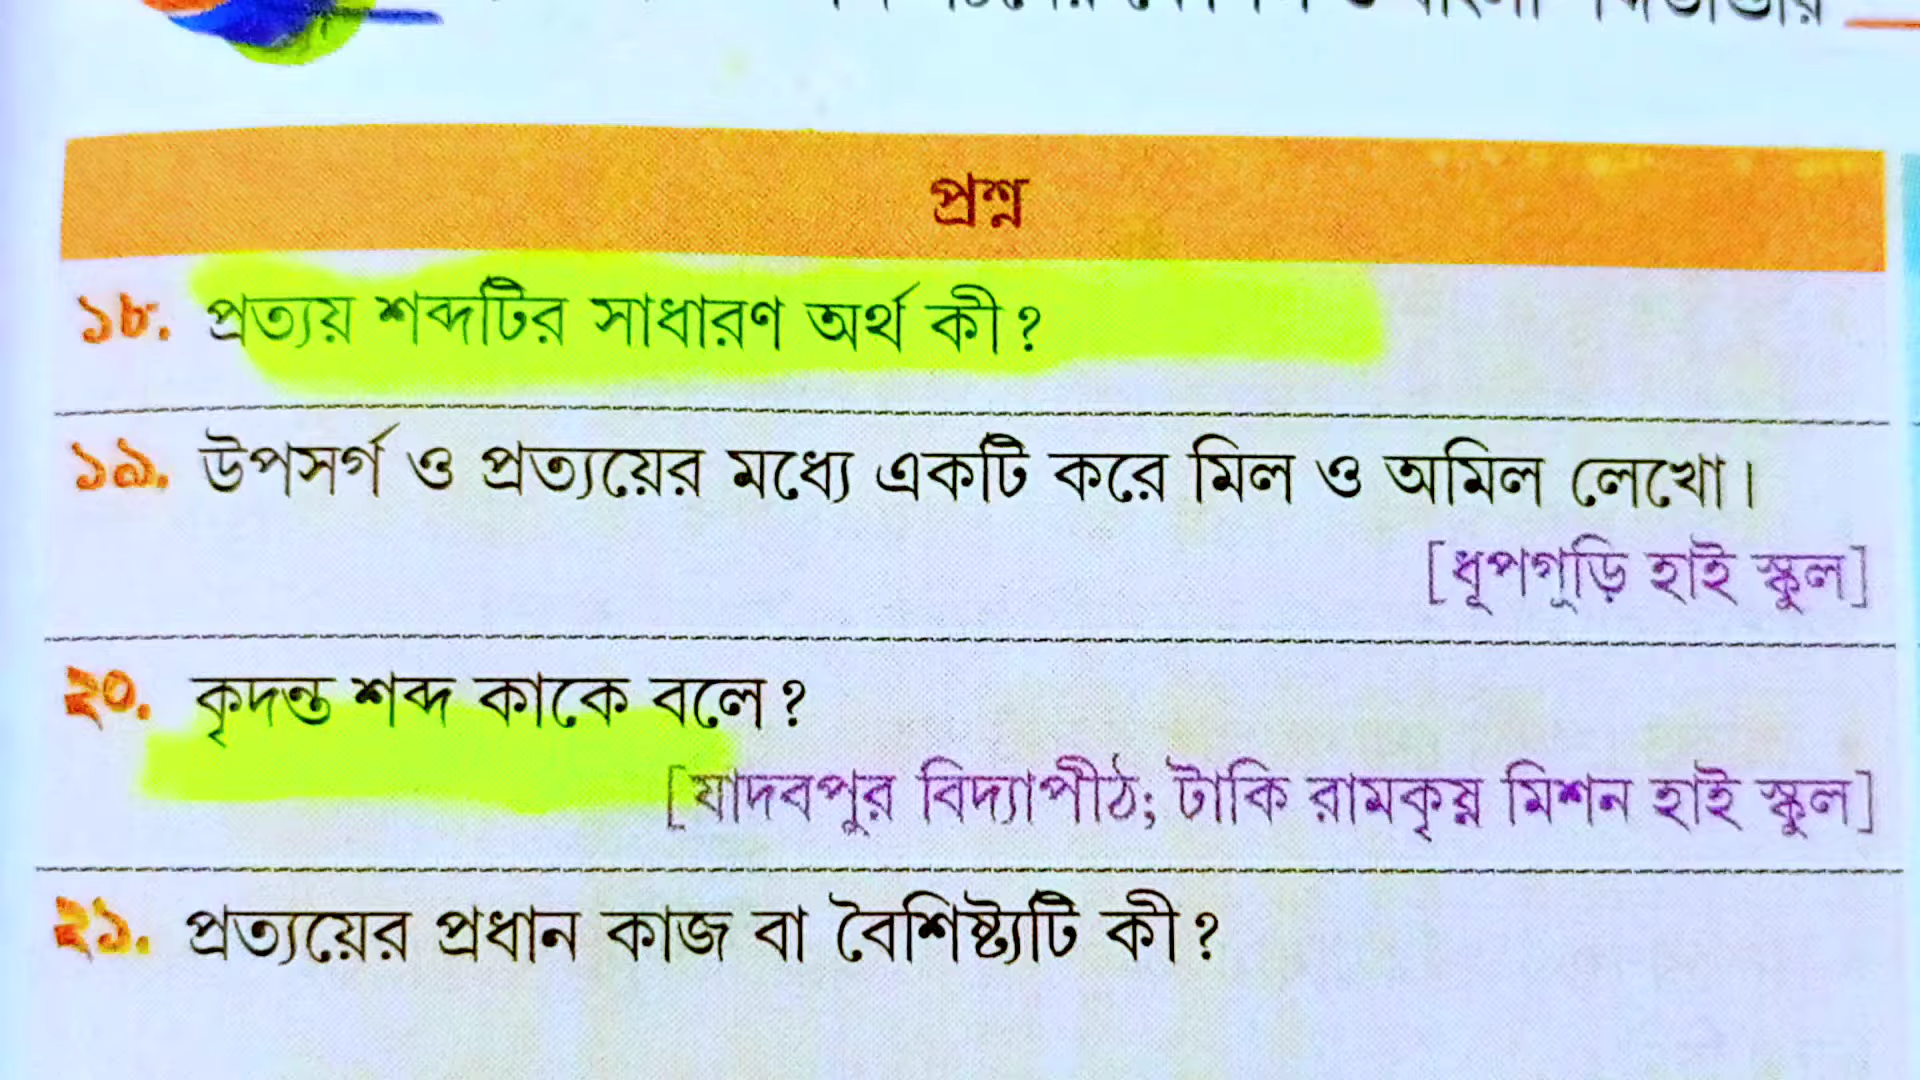 প্রশ্ন
১৮. প্রত্যয় শব্দটির সাধারণ অর্থ কী?
১৯. উপসর্গ ও প্রত্যয়ের মধ্যে একটি করে মিল ও অমিল লেখো।
[ধূপগুড়ি হাই স্কুল]
২০. কৃদন্ত শব্দ কাকে বলে?
[যাদবপুর বিদ্যাপীঠ; টাকি রামকৃষ্ণ মিশন হাই স্কুল]
২১. প্রত্যয়ের প্রধান কাজ বা বৈশিষ্ট্যটি কী?